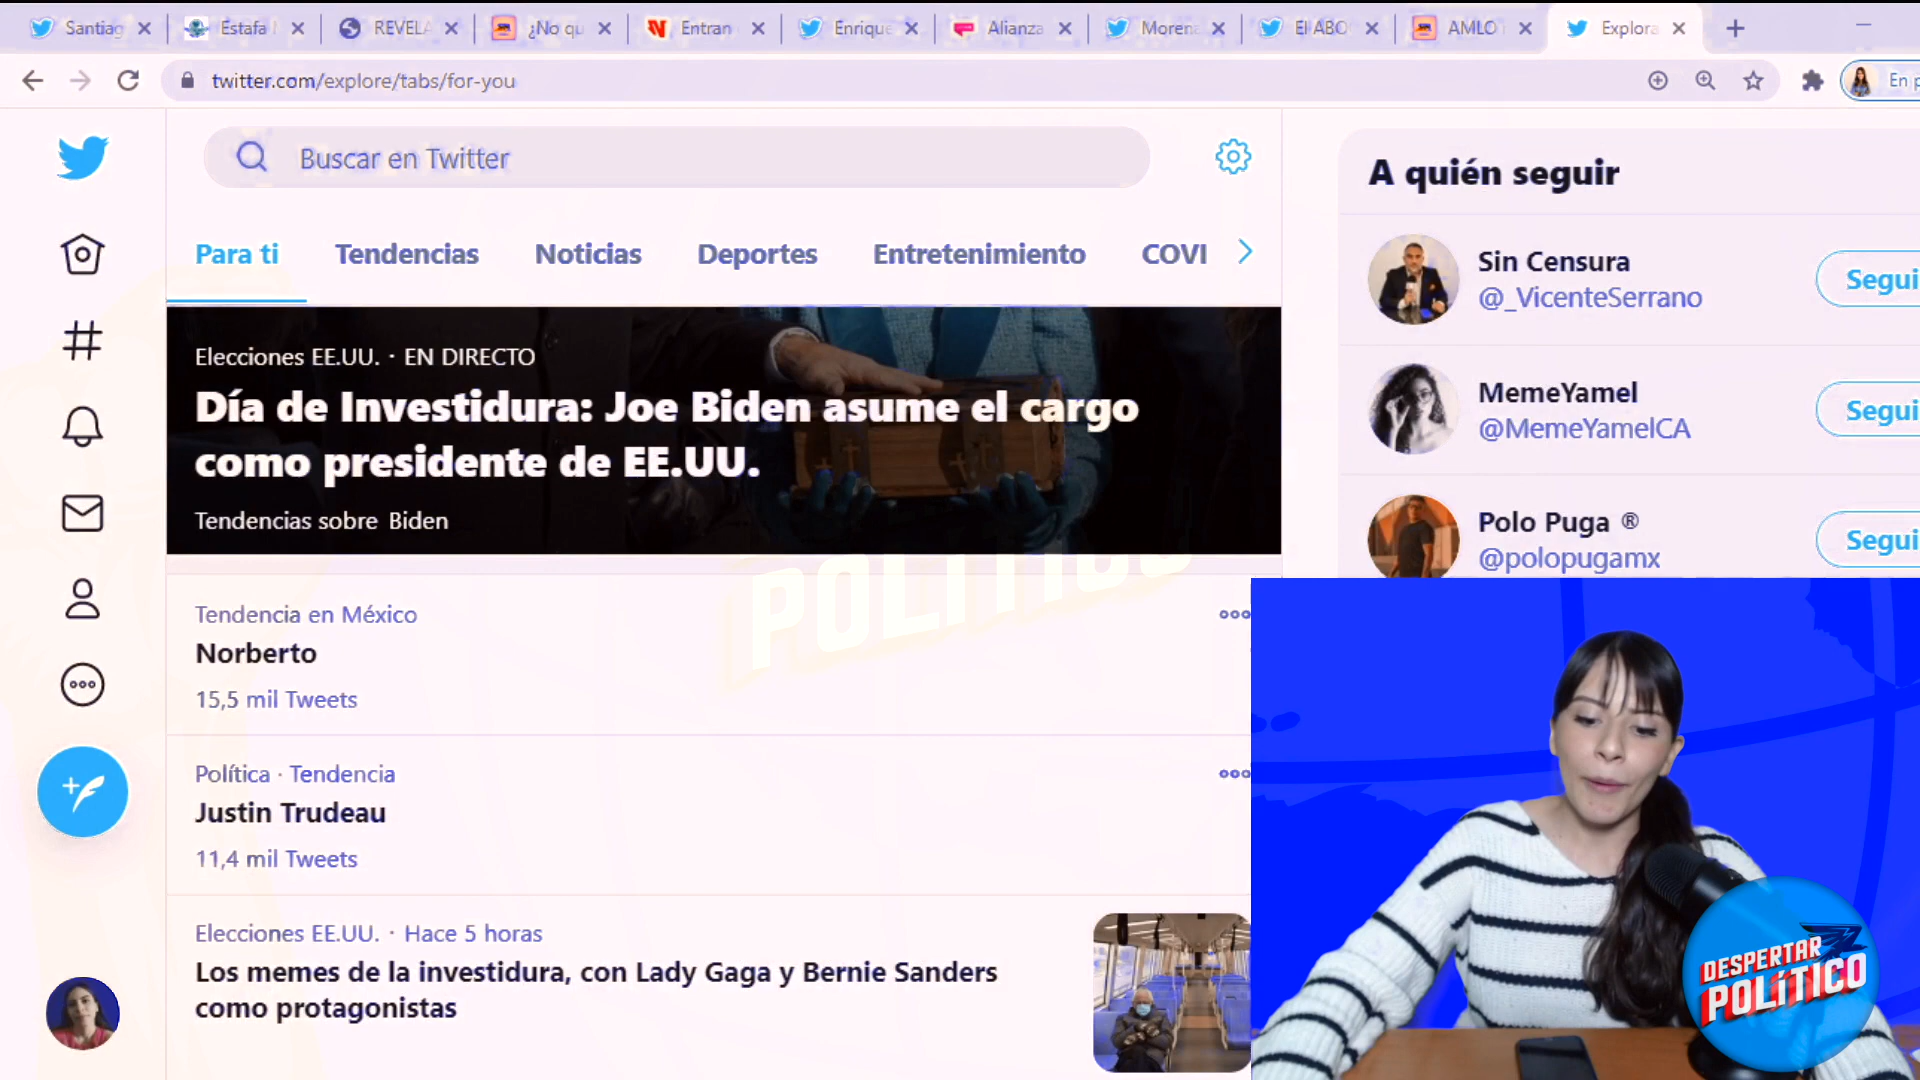 Santiag
Estafa
REVELA
¿No qu
Entran
Enrique
Alianza
Morena
El ABO
AMLO
Explora
twitter.com/explore/tabs/for-you
En p
Buscar en Twitter
Para ti
Tendencias
Noticias
Deportes
Entretenimiento
COVI
Elecciones EE.UU. · EN DIRECTO
Día de Investidura: Joe Biden asume el cargo
como presidente de EE.UU.
Tendencias sobre Biden
Tendencia en México
Norberto
15,5 mil Tweets
Política · Tendencia
Justin Trudeau
11,4 mil Tweets
Elecciones EE.UU. · Hace 5 horas
Los memes de la investidura, con Lady Gaga y Bernie Sanders
como protagonistas
A quién seguir
Sin Censura
@_VicenteSerrano
Segui
MemeYamel
@MemeYamelCA
Segui
Polo Puga ®
@polopugamx
Segui
POLÍTICO
DESPERTAR
POLÍTICO